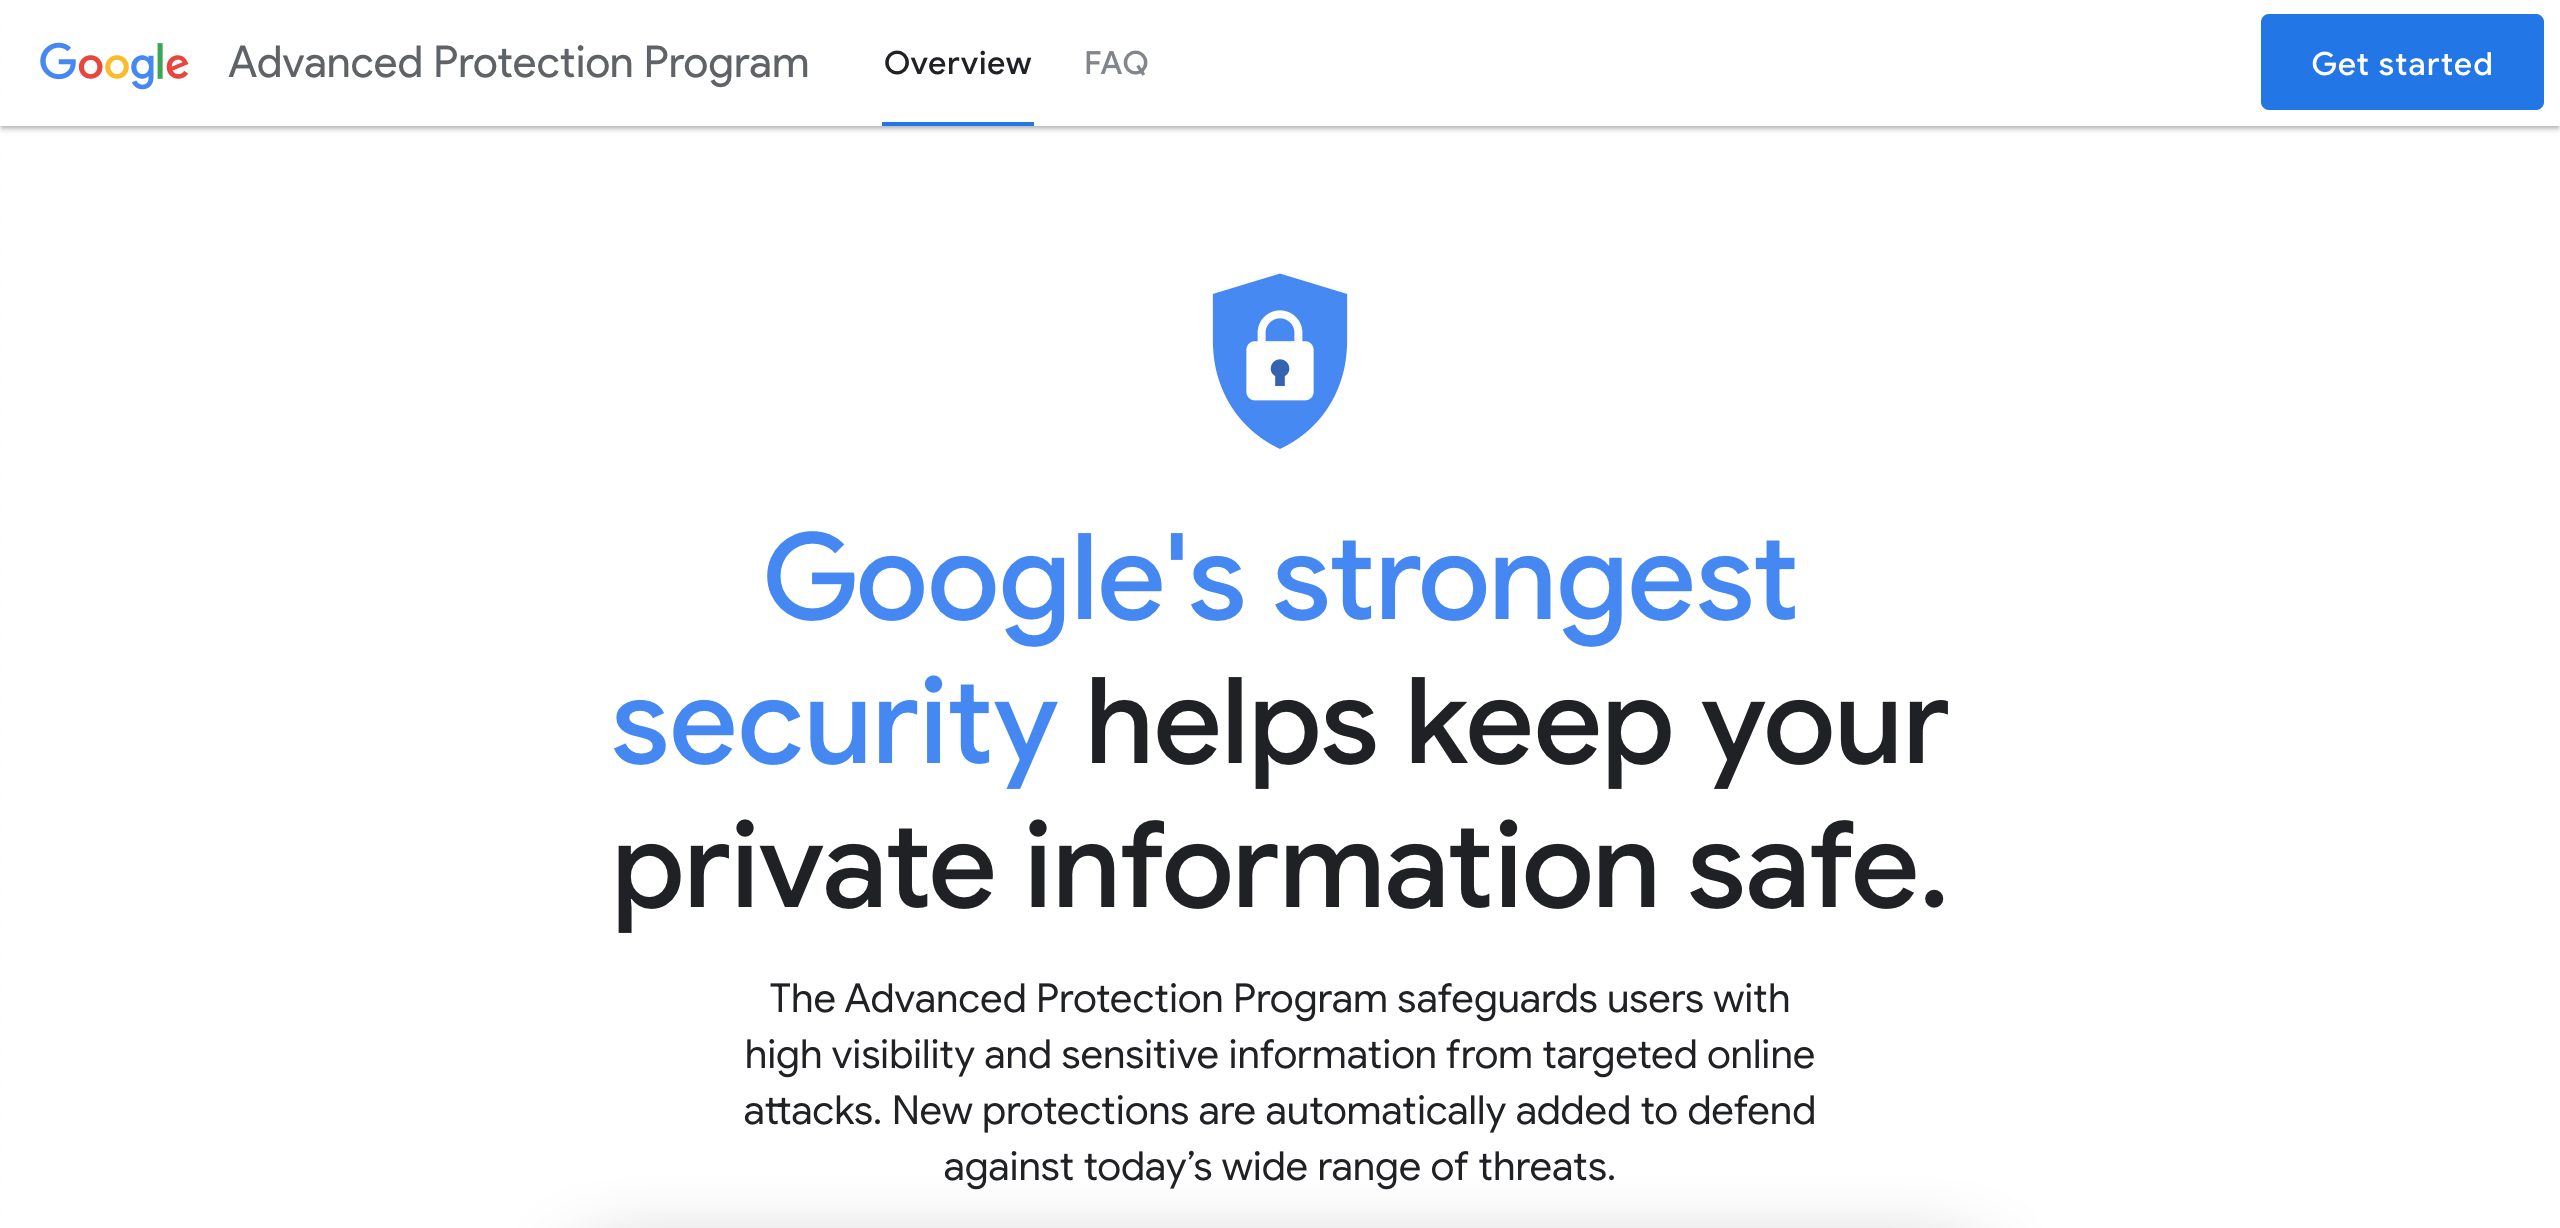 Google Advanced Protection Program Overview FAQ Get started
Google's strongest
security helps keep your
private information safe.
The Advanced Protection Program safeguards users with
high visibility and sensitive information from targeted online
attacks. New protections are automatically added to defend
against today’s wide range of threats.